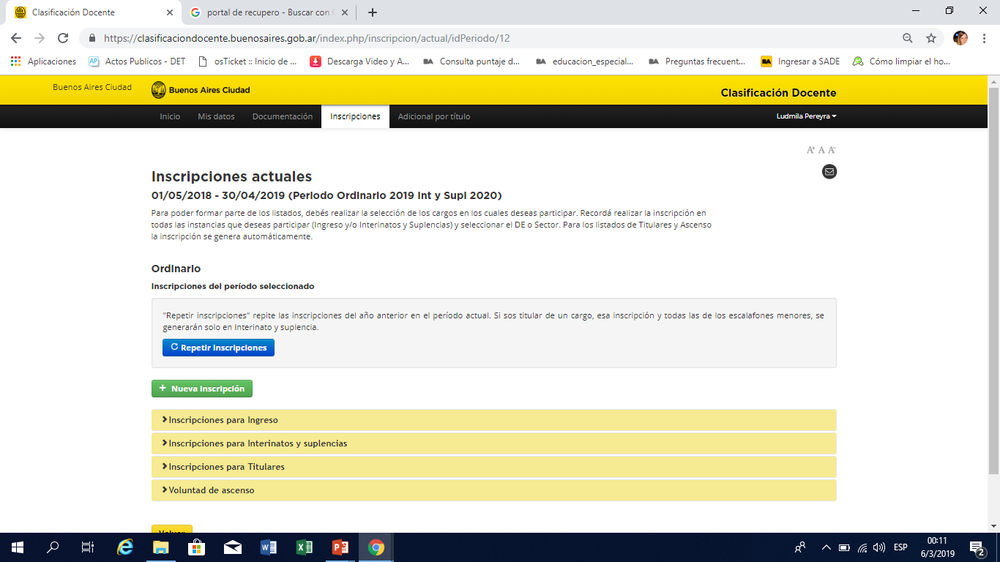 Clasificación Docente
portal de recupero - Buscar con
https://clasificaciondocente.buenosaires.gob.ar/index.php/inscripcion/actual/idPeriodo/12
Aplicaciones
Actos Publicos - DET
osTicket :: Inicio de ...
Descarga Video y A...
Consulta puntaje d...
educacion_especial...
Preguntas frecuent...
Ingresar a SADE
Cómo limpiar el ho...
Buenos Aires Ciudad
Buenos Aires Ciudad
Clasificación Docente
Inicio
Mis datos
Documentación
Inscripciones
Adicional por título
Ludmila Pereyra
A+ A A-
Inscripciones actuales
01/05/2018 - 30/04/2019 (Periodo Ordinario 2019 Int y Supl 2020)
Para poder formar parte de los listados, debés realizar la selección de los cargos en los cuales deseas participar. Recordá realizar la inscripción en
todas las instancias que deseas participar (Ingreso y/o Interinatos y Suplencias) y seleccionar el DE o Sector. Para los listados de Titulares y Ascenso
la inscripción se genera automáticamente.
Ordinario
Inscripciones del período seleccionado
"Repetir inscripciones" repite las inscripciones del año anterior en el período actual. Si sos titular de un cargo, esa inscripción y todas las de los escalafones menores, se
generarán solo en Interinato y suplencia.
Repetir inscripciones
+ Nueva inscripción
Inscripciones para Ingreso
Inscripciones para Interinatos y suplencias
Inscripciones para Titulares
Voluntad de ascenso
Volver
ESP
00:11
6/3/2019
2